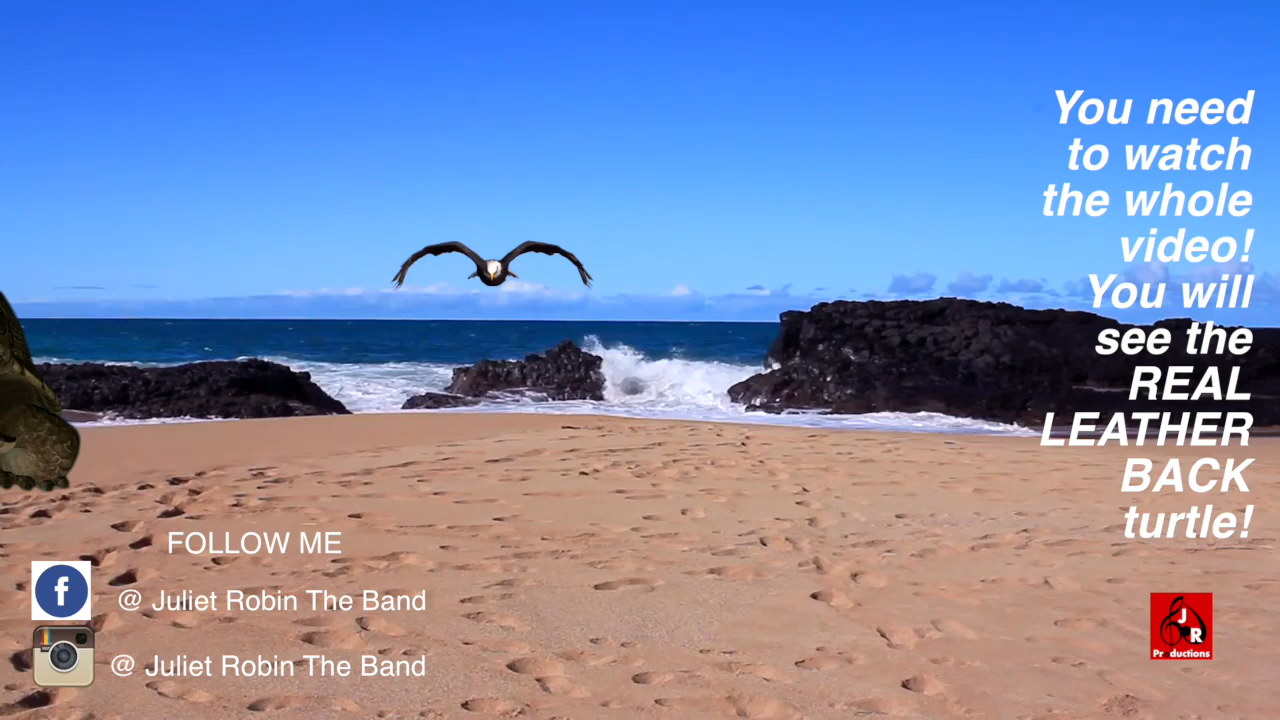 You need
to watch
the whole
video!
You will
see the
REAL
LEATHER
BACK
turtle!
FOLLOW ME
f
@ Juliet Robin The Band
@ Juliet Robin The Band
J
R
Productions